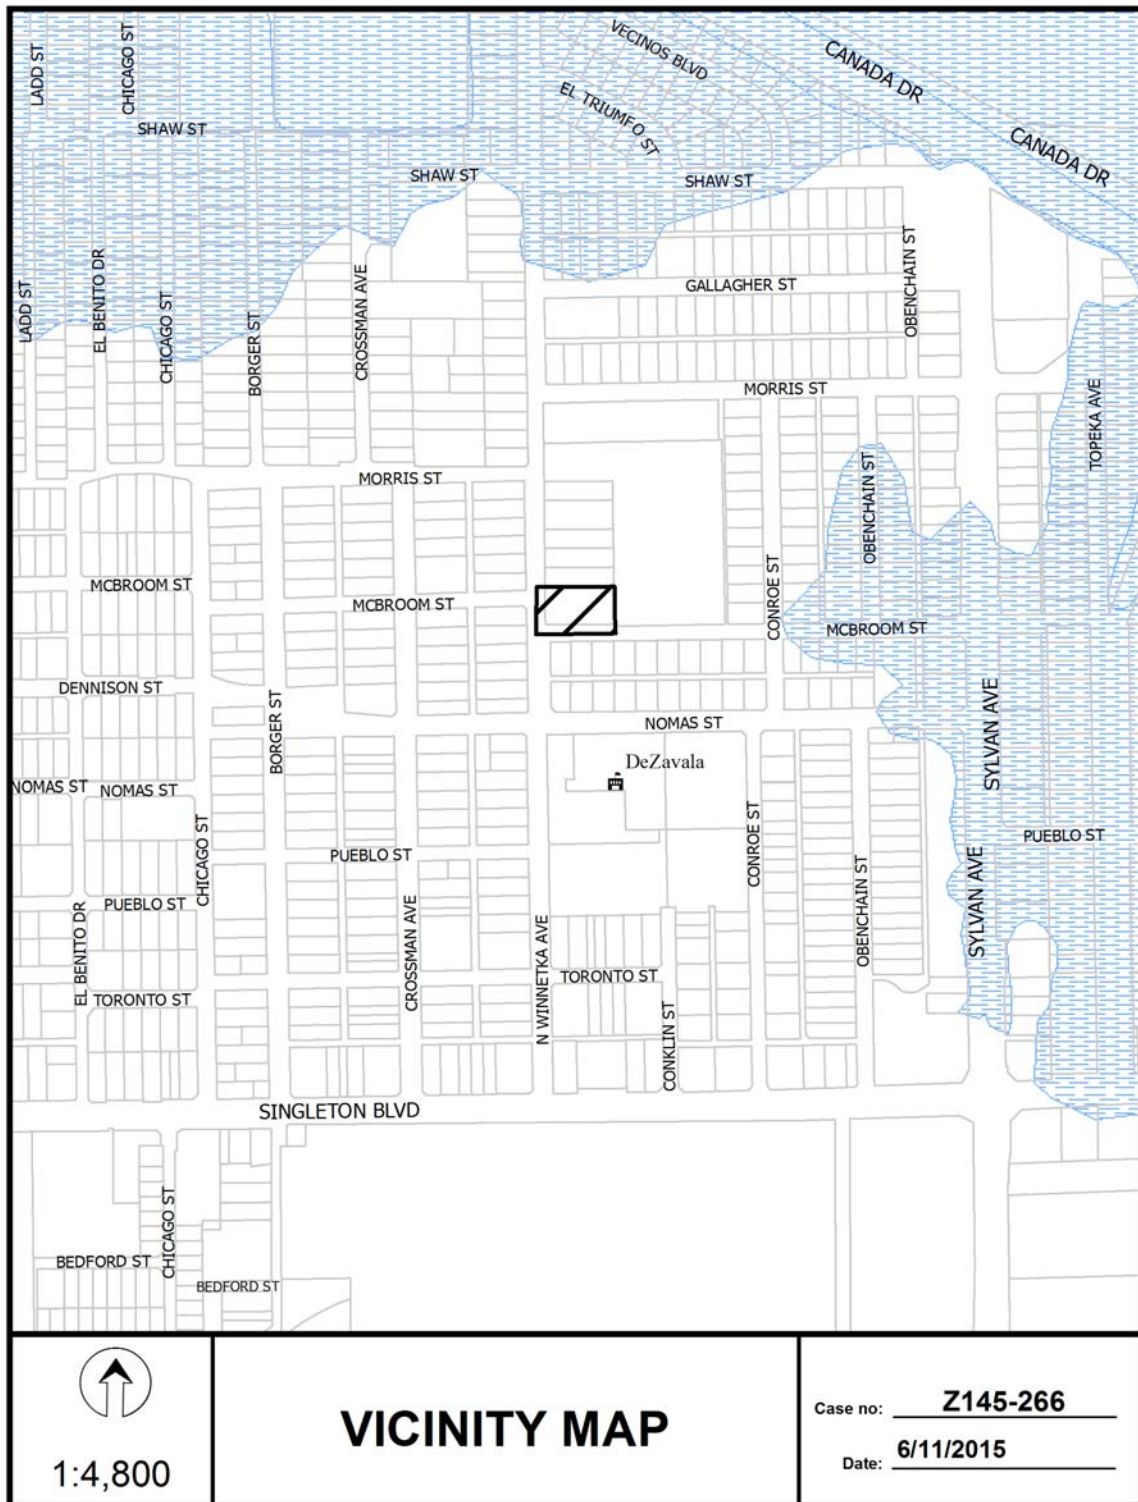 VECINOS BLVD
CANADA DR
LADD ST
CHICAGO ST
EL TRIUMFO ST
SHAW ST
CANADA DR
SHAW ST
SHAW ST
OBENCHAIN ST
EL BENITO DR
CROSSMAN AVE
GALLAGHER ST
LADD ST
CHICAGO ST
BORGER ST
MORRIS ST
TOPEKA AVE
MORRIS ST
OBENCHAIN ST
MCBROOM ST
MCBROOM ST
CONROE ST
MCBROOM ST
DENNISON ST
BORGER ST
NOMAS ST
SYLVAN AVE
DeZavala
NOMAS ST
NOMAS ST
CHICAGO ST
PUEBLO ST
CONROE ST
PUEBLO ST
SYLVAN AVE
OBENCHAIN ST
PUEBLO ST
EL BENITO DR
CROSSMAN AVE
N WINNETKA AVE
TORONTO ST
TORONTO ST
CONKLIN ST
SINGLETON BLVD
CHICAGO ST
BEDFORD ST
BEDFORD ST
1:4,800
VICINITY MAP
Case no: Z145-266
Date: 6/11/2015